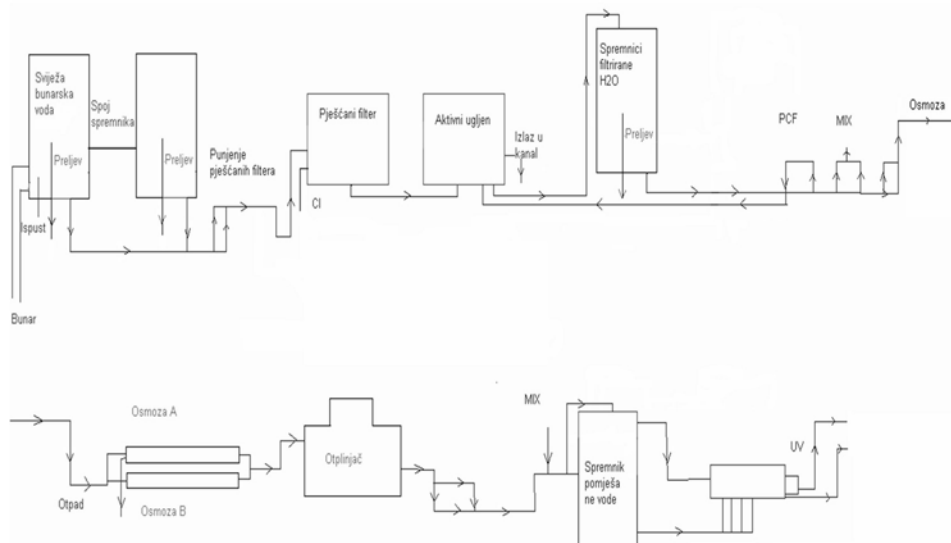 Sviježa
bunarska
voda
Spoj
spremnika
Preljev
Preljev
Ispust
Bunar
Punjenje
pješčanih filtera
Pješčani filter
Cl
Aktivni ugljen
Izlaz u
kanal
Spremnici
filtrirane
H2O
Preljev
PCF
MIX
Osmoza
Osmoza A
Otpad
Osmoza B
Otplinjač
MIX
Spremnik
pomješa
ne vode
UV